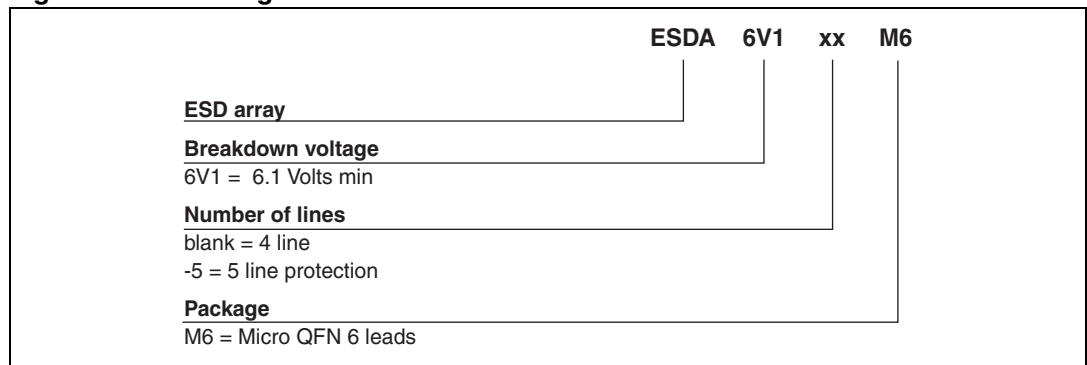 ESDA 6V1 xx M6
ESD array
Breakdown voltage
6V1 = 6.1 Volts min
Number of lines
blank = 4 line
-5 = 5 line protection
Package
M6 = Micro QFN 6 leads